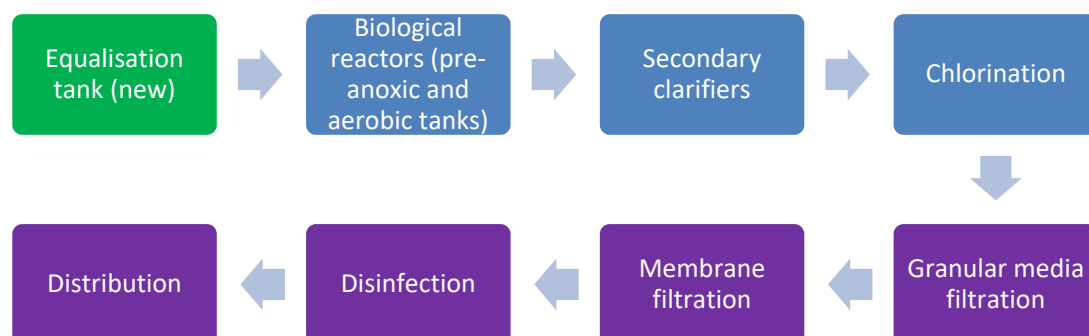 Equalisation
tank (new)
Biological
reactors (pre-
anoxic and
aerobic tanks)
Secondary
clarifiers
Chlorination
Granular media
filtration
Membrane
filtration
Disinfection
Distribution